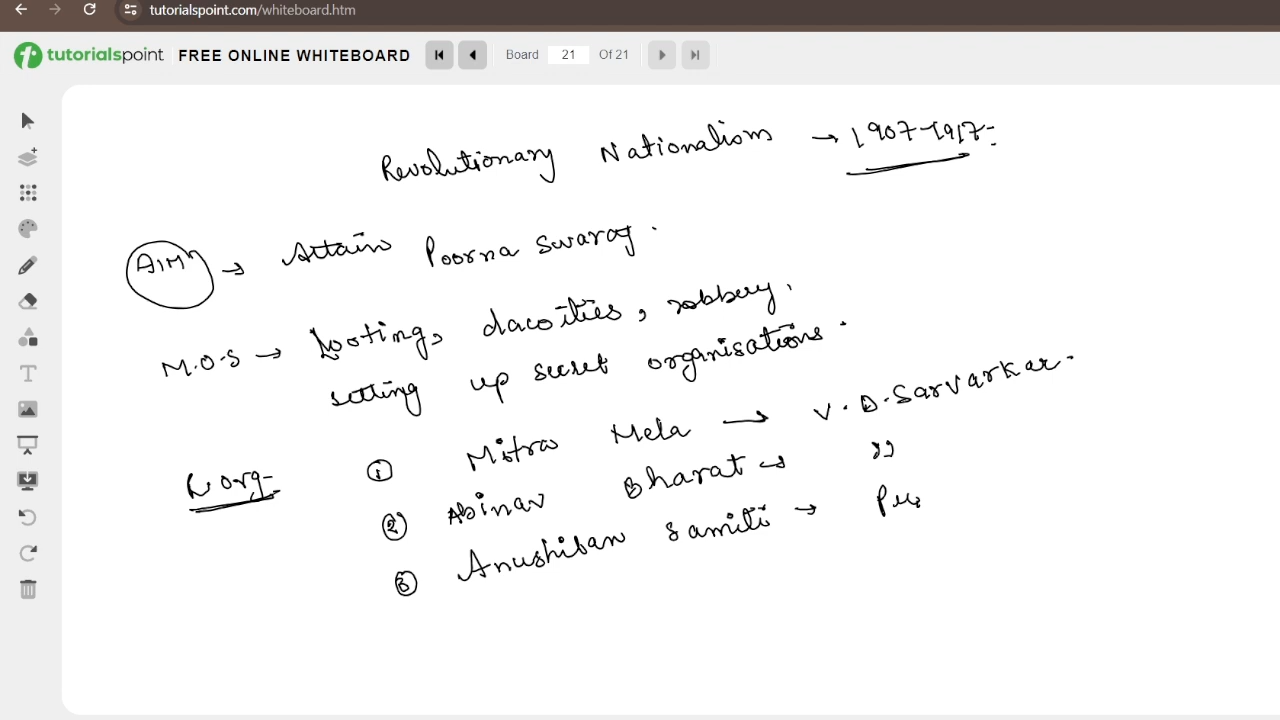 tutorialspoint.com/whiteboard.htm
tutorialspoint FREE ONLINE WHITEBOARD Board 21 Of 21
Revolutionary Nationalism → 1907-1917-
AIM → Attain Poorna Swaraj.
M.O.S → Looting, dacoities, robbery.
setting up secret organisations.
R org- ① Mitra Mela → V.D.Sarvarkar.
② Abinav Bharat → "
③ Anushisan Samiti →